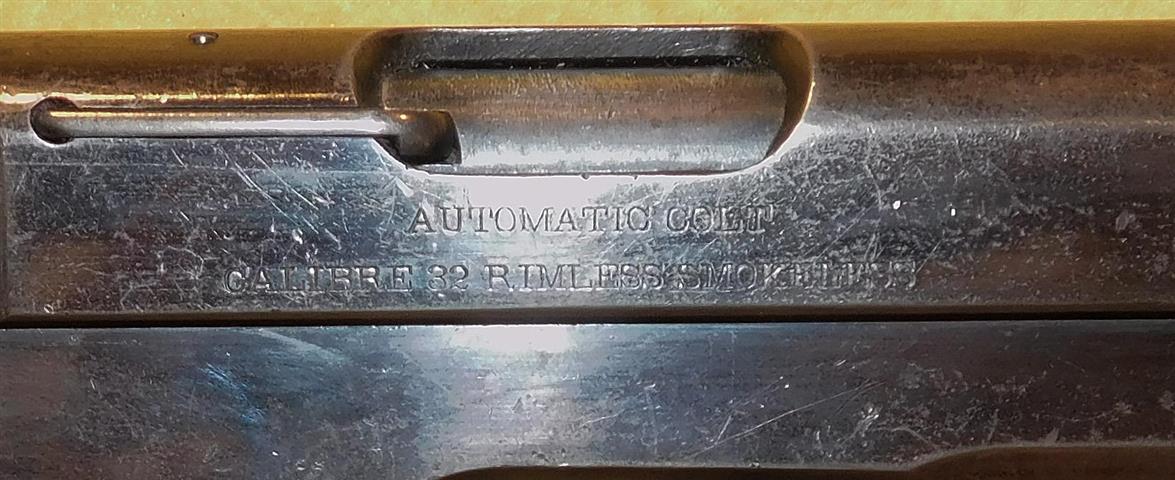 AUTOMATIC COLT
CALIBRE 32 RIMLESS SMOKELESS